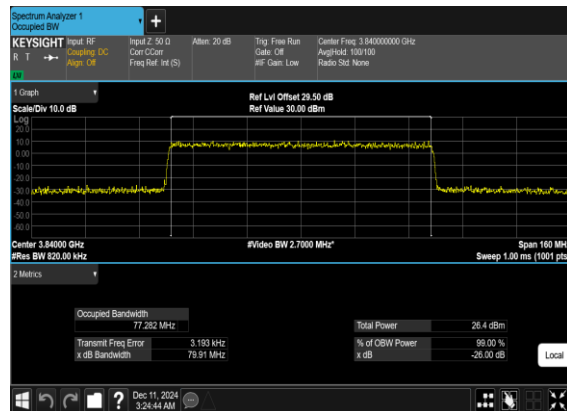 Spectrum Analyzer 1
Occupied BW
KEYSIGHT Input: RF Input Z: 50 Ω Atten: 20 dB Trig: Free Run Center Freq: 3.840000000 GHz
R T Coupling: DC Corr CCorr Gate: Off Avg|Hold: 100/100
Align: Off Freq Ref: Int (S) #IF Gain: Low Radio Std: None
LW
1 Graph
Ref Lvl Offset 29.50 dB
Scale/Div 10.0 dB Ref Value 30.00 dBm
Log
20.0
10.0
0.00
-10.0
-20.0
-30.0
-40.0
-50.0
-60.0
Center 3.84000 GHz #Video BW 2.7000 MHz* Span 160 MH
#Res BW 820.00 kHz Sweep 1.00 ms (1001 pts
2 Metrics
Occupied Bandwidth
77.282 MHz Total Power 26.4 dBm
Transmit Freq Error 3.193 kHz % of OBW Power 99.00 %
x dB Bandwidth 79.91 MHz x dB -26.00 dB
Local
? Dec 11, 2024
3:24:44 AM